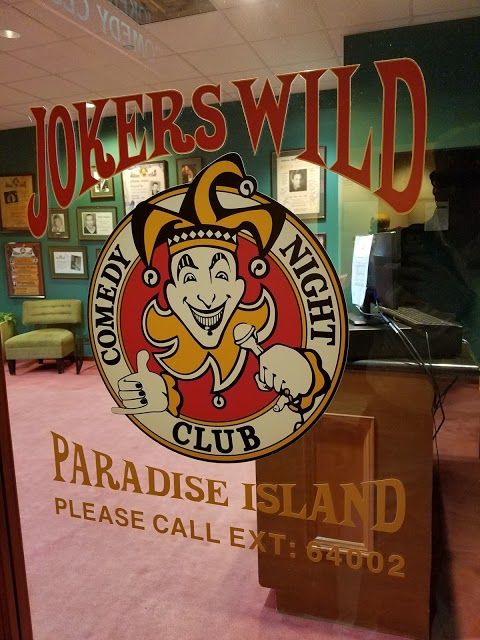 JOKERS WILD
COMEDY NIGHT
CLUB
PARADISE ISLAND
PLEASE CALL EXT: 64002